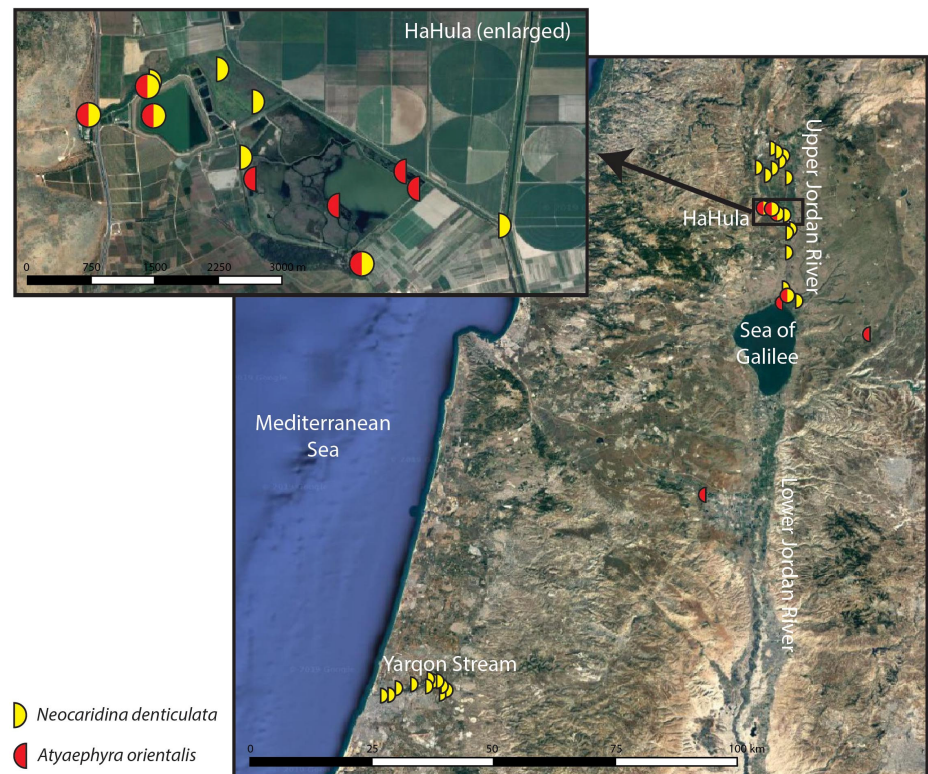 HaHula (enlarged)
0 750 1500 2250 3000 m
Upper Jordan River
HaHula
Sea of
Galilee
Mediterranean
Sea
Lower Jordan River
Yarqon Stream
Neocaridina denticulata
Atyaephyra orientalis
0 25 50 75 100 km